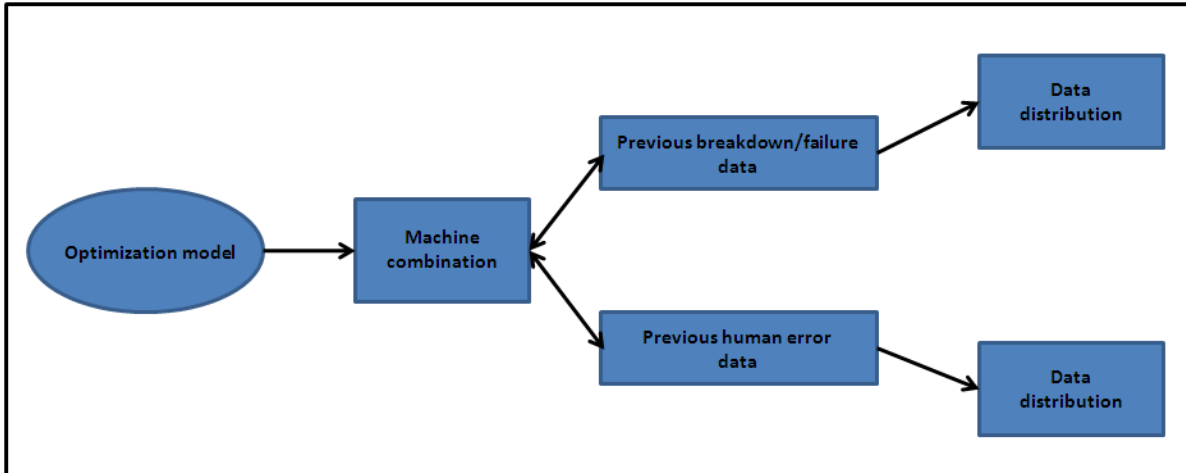 Optimization model
Machine
combination
Previous breakdown/failure
data
Data
distribution
Previous human error
data
Data
distribution